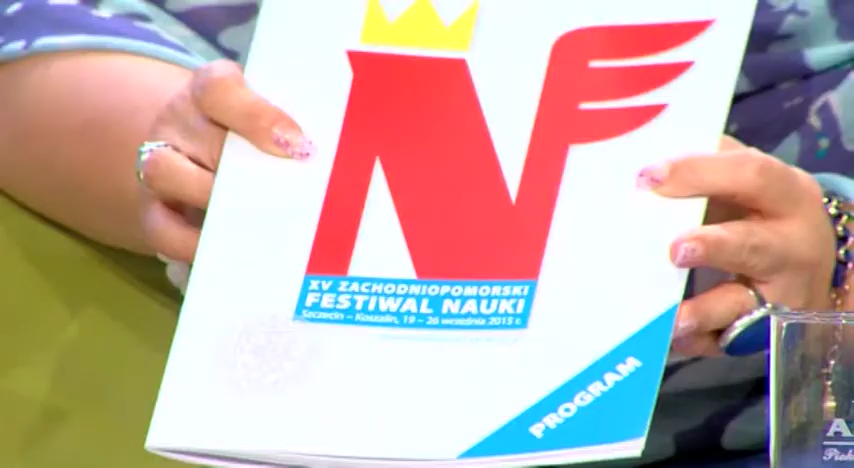 N
XV ZACHODNIOPOMORSKI
FESTIWAL NAUKI
Szczecin – Koszalin, 19 – 26 września 2015 r.
PROGRAM